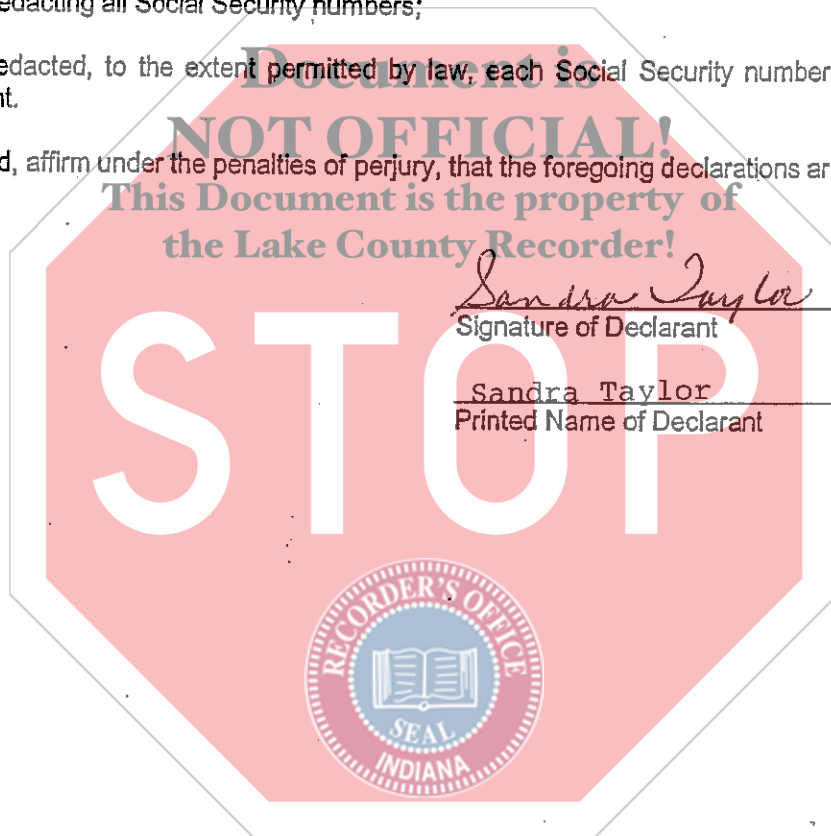 edacting all Social Security numbers;
edacted, to the extent permitted by law, each Social Security number
nt.
d, affirm under the penalties of perjury, that the foregoing declarations ar
Document is
NOT OFFICIAL!
This Document is the property of
the Lake County Recorder!
Sandra Taylor
Signature of Declarant
Sandra Taylor
Printed Name of Declarant
STOP
RECORDER'S OFFICE
SEAL
INDIANA